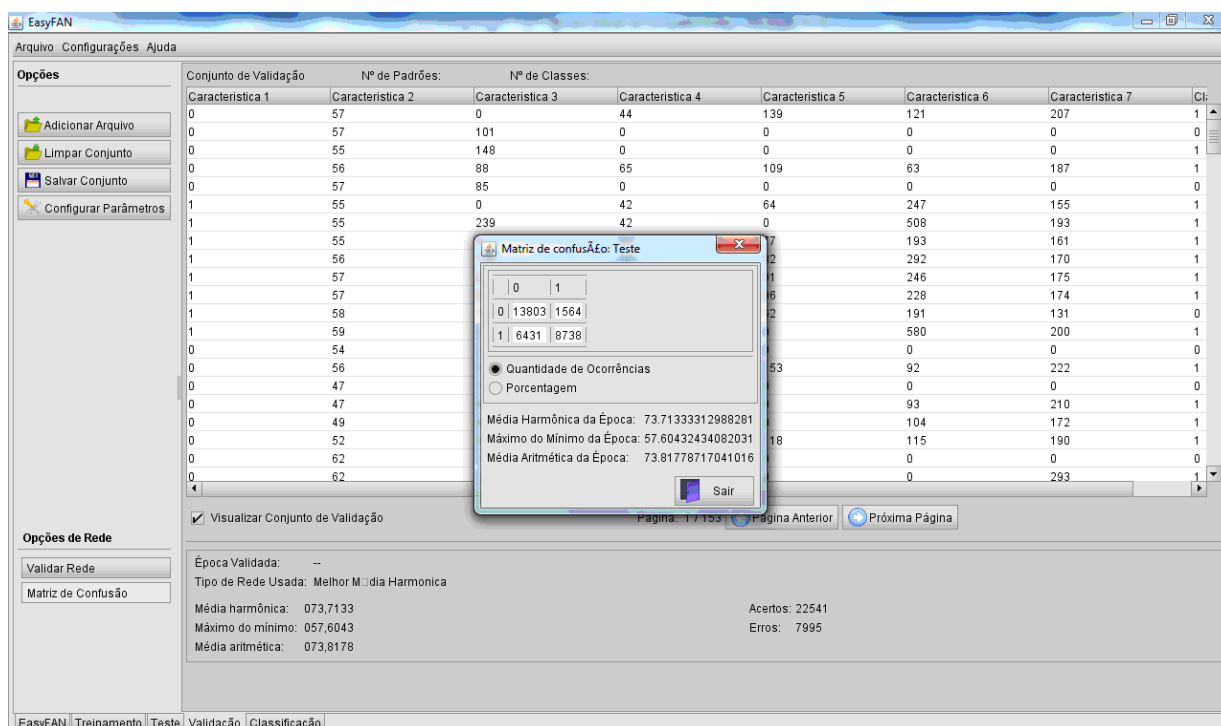 EasyFAN
Arquivo Configurações Ajuda
Opções
Adicionar Arquivo
Limpar Conjunto
Salvar Conjunto
Configurar Parâmetros
Conjunto de Validação Nº de Padrões: Nº de Classes:
Caracteristica 1 Caracteristica 2 Caracteristica 3 Caracteristica 4 Caracteristica 5 Caracteristica 6 Caracteristica 7
0 57 0 44 139 121 207 1
0 57 101 0 0 0 0 0
0 55 148 0 0 0 0 1
0 56 88 65 109 63 187 1
0 57 85 0 0 0 0 0
1 55 0 42 64 247 155 1
1 55 239 42 0 508 193 1
1 55 193 161 1
1 56 292 170 1
1 57 246 175 1
1 57 228 174 1
1 58 191 131 0
1 59 580 200 1
0 54 0 0 0
0 56 92 222 1
0 47 0 0 0
0 47 93 210 1
0 49 104 172 1
0 52 115 190 1
0 62 0 0 0
0 62 0 293 1
Matriz de confusÃ£o: Teste
0 1
0 13803 1564
1 6431 8738
Quantidade de Ocorrências
Porcentagem
Média Harmônica da Época: 73.71333312988281
Máximo do Mínimo da Época: 57.60432434082031
Média Aritmética da Época: 73.81778717041016
Sair
Visualizar Conjunto de Validação
Página: 1 / 153 Página Anterior Próxima Página
Opções de Rede
Validar Rede
Matriz de Confusão
Época Validada: --
Tipo de Rede Usada: Melhor M□dia Harmonica
Média harmônica: 073,7133
Máximo do mínimo: 057,6043
Média aritmética: 073,8178
Acertos: 22541
Erros: 7995
EasyFAN Treinamento Teste Validação Classificação